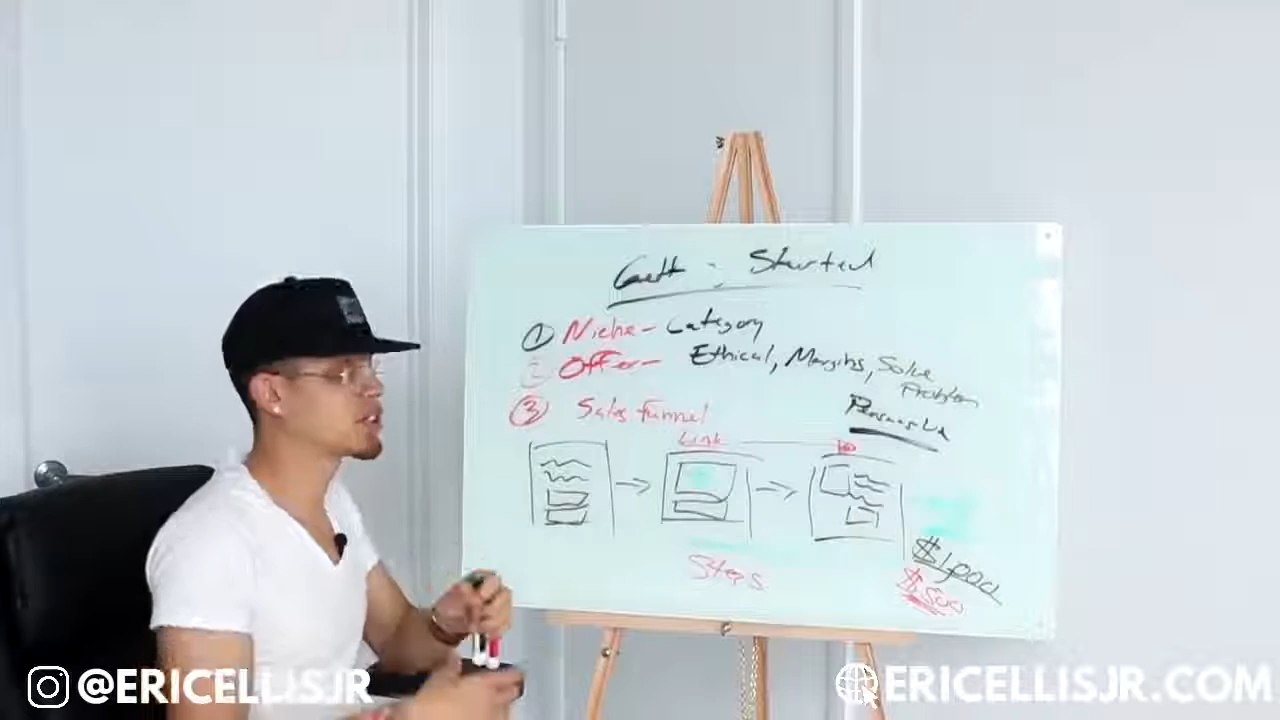 Gett : Started
① Niche - Category
② Offer - Ethical, Margins, Solve
Problem
③ Sales funnel
Link
Steps
$1,000
$500
@ERICELLISJR
ERICELLISJR.COM